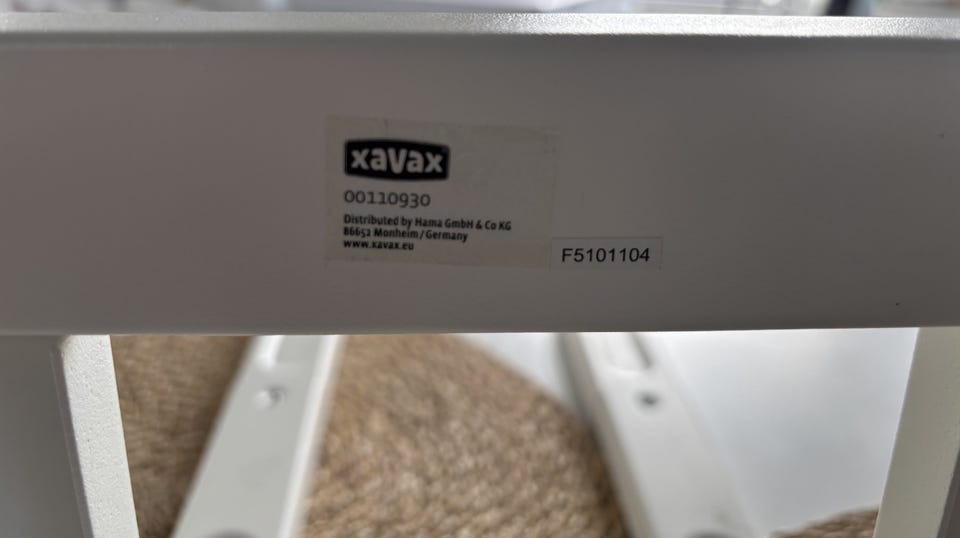 xavax
00110930
Distributed by Hama GmbH & Co KG
86652 Monheim/Germany
www.xavax.eu
F5101104